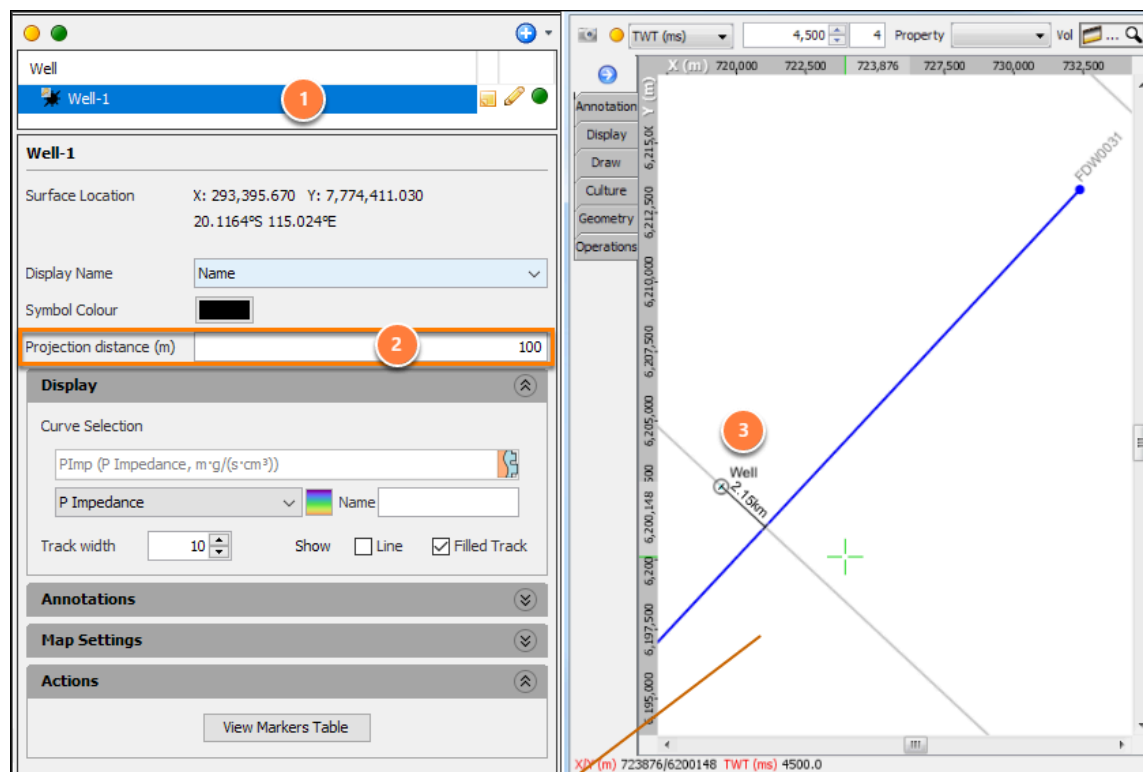 Well
Well-1
1
Well-1
Surface Location
X: 293,395.670 Y: 7,774,411.030
20.1164°S 115.024°E
Display Name
Name
Symbol Colour
Projection distance (m)
2
100
Display
Curve Selection
PImp (P Impedance, m·g/(s·cm³))
P Impedance
Name
Track width
10
Show
Line
Filled Track
Annotations
Map Settings
Actions
View Markers Table
TWT (ms)
4,500
4
Property
Vol
...
X (m)
720,000
722,500
723,876
727,500
730,000
732,500
Annotation
Display
Draw
Culture
Geometry
Operations
Y (m)
6,212,500
6,210,000
6,207,500
6,205,000
500
6,200,148
6,200
6,197,500
6,195,000
FDW0031
3
Well
2.15km
X/Y (m) 723876/6200148 TWT (ms) 4500.0